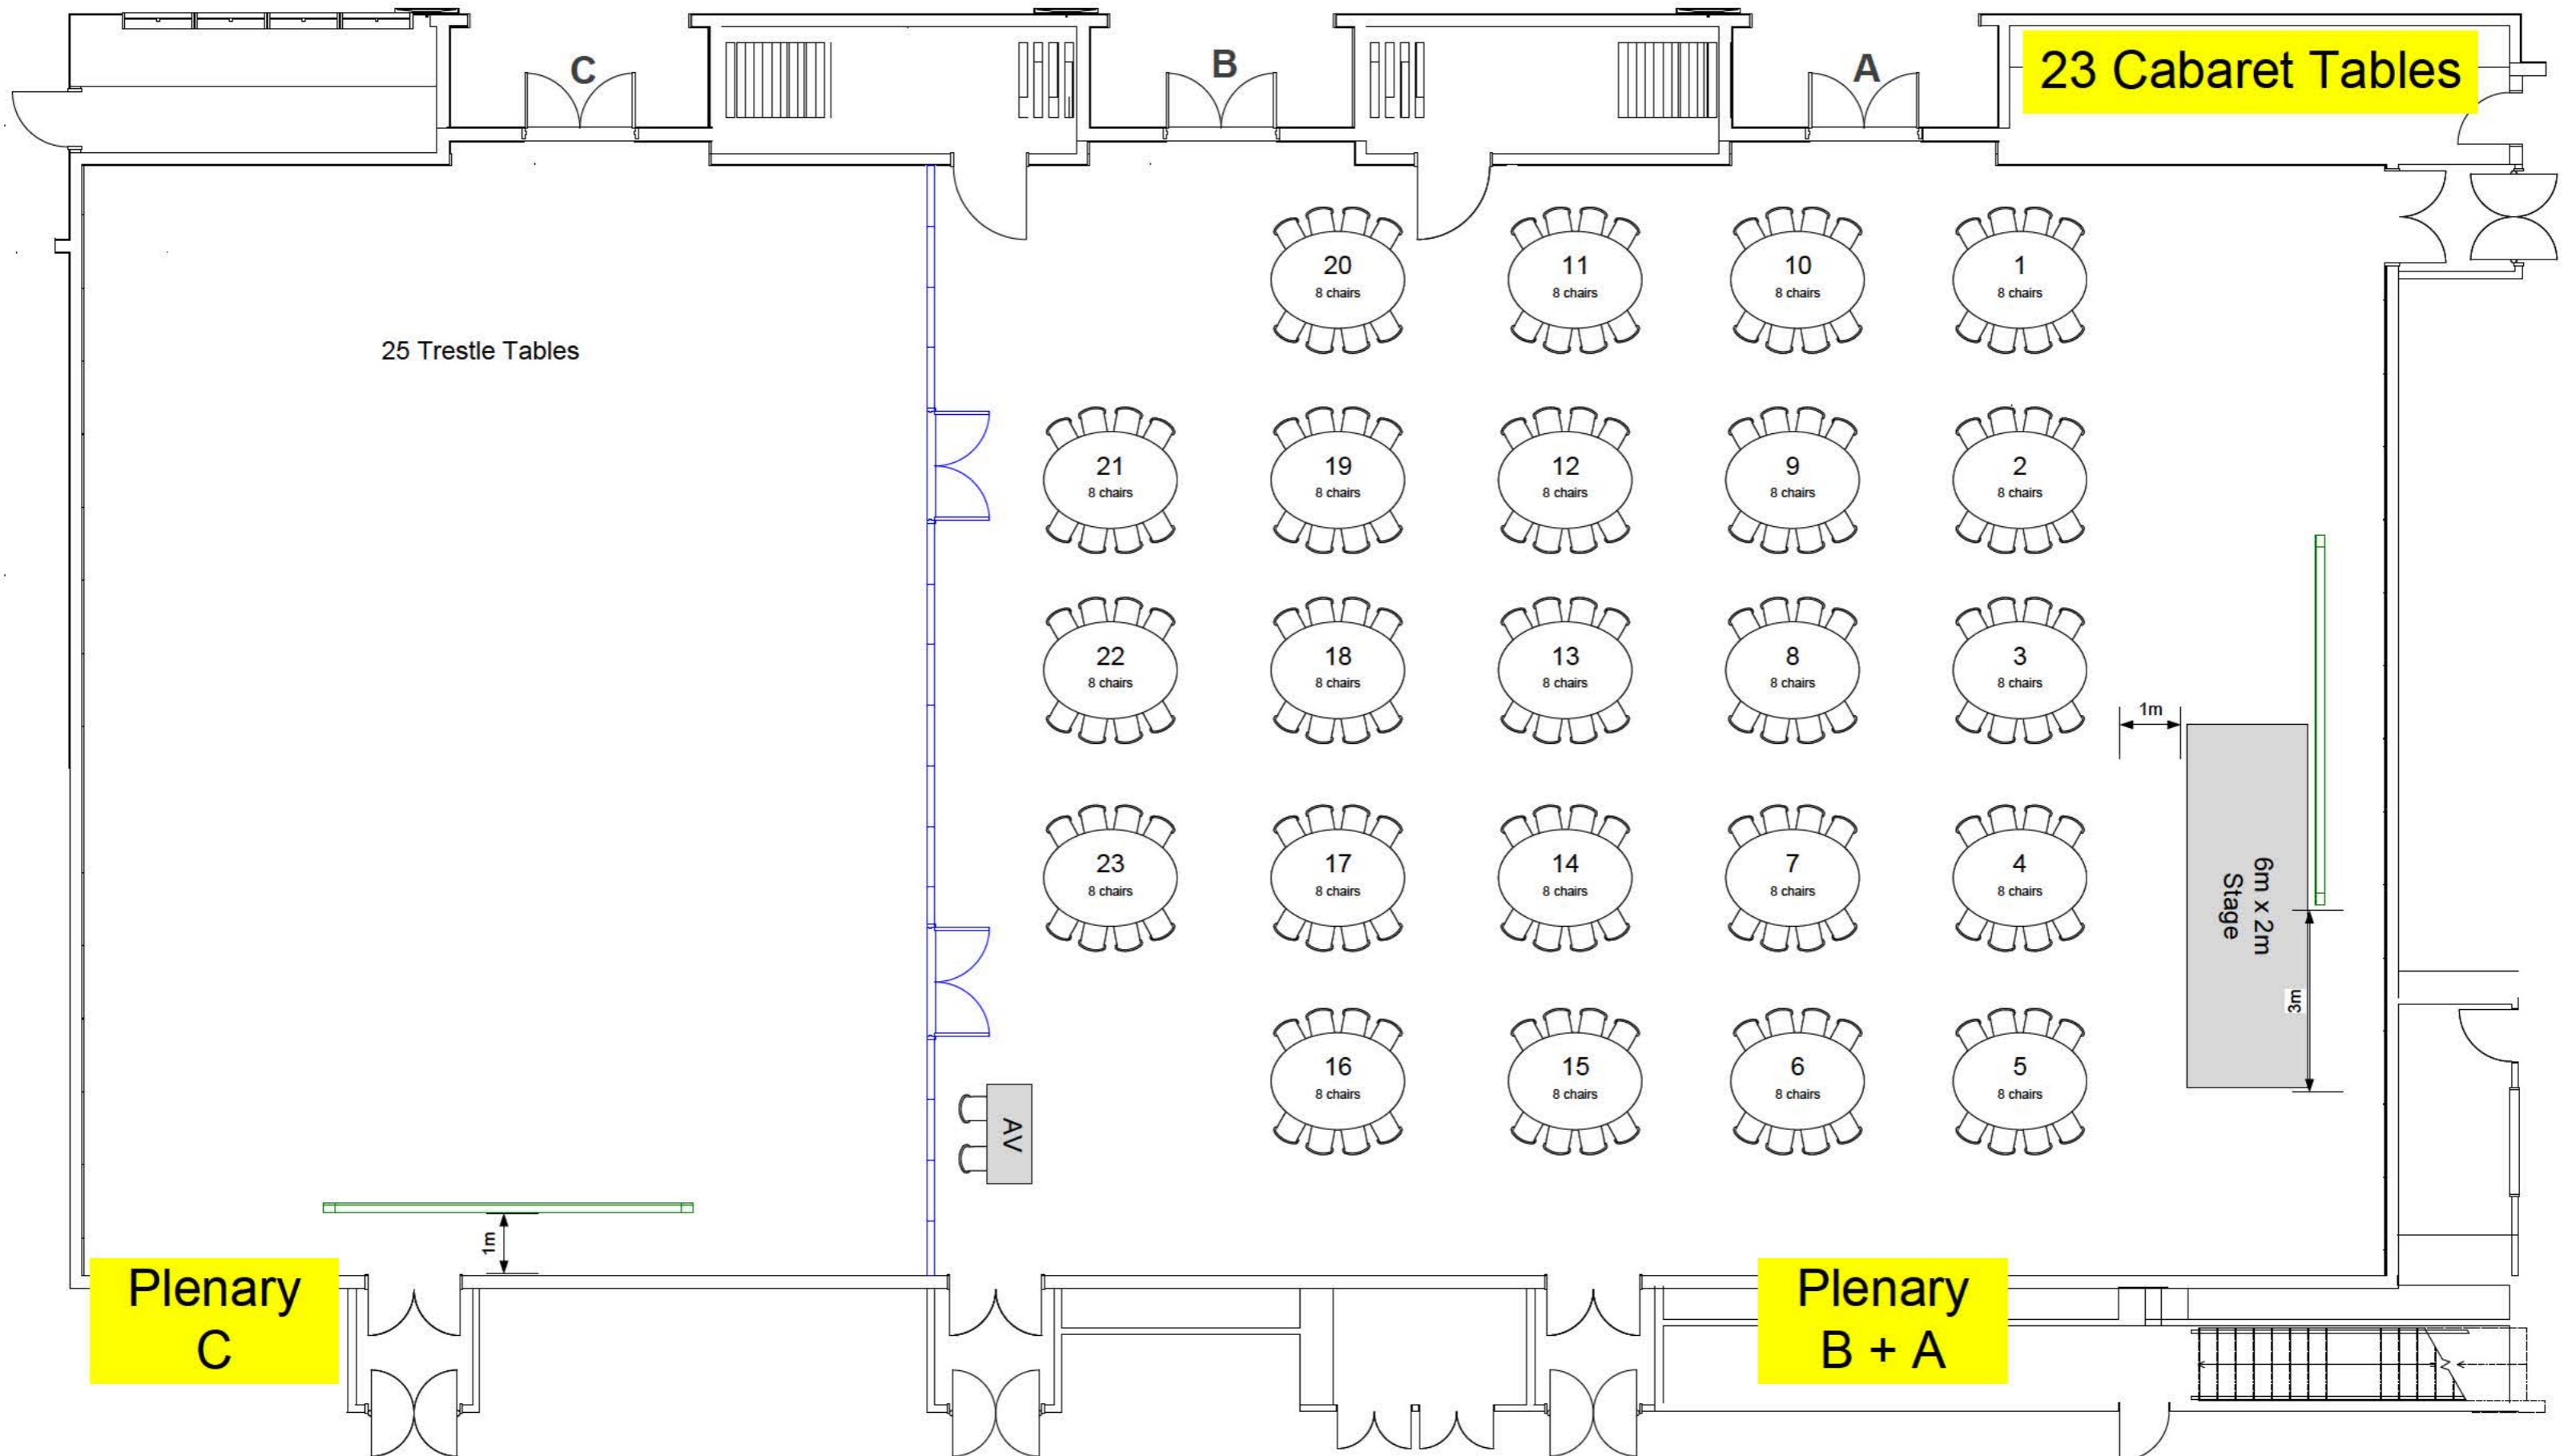 C
B
A
23 Cabaret Tables
20
8 chairs
11
8 chairs
10
8 chairs
1
8 chairs
25 Trestle Tables
21
8 chairs
19
8 chairs
12
8 chairs
9
8 chairs
2
8 chairs
22
8 chairs
18
8 chairs
13
8 chairs
8
8 chairs
3
8 chairs
1m
23
8 chairs
17
8 chairs
14
8 chairs
7
8 chairs
4
8 chairs
6m x 2m
Stage
3m
16
8 chairs
15
8 chairs
6
8 chairs
5
8 chairs
AV
1m
Plenary
C
Plenary
B + A